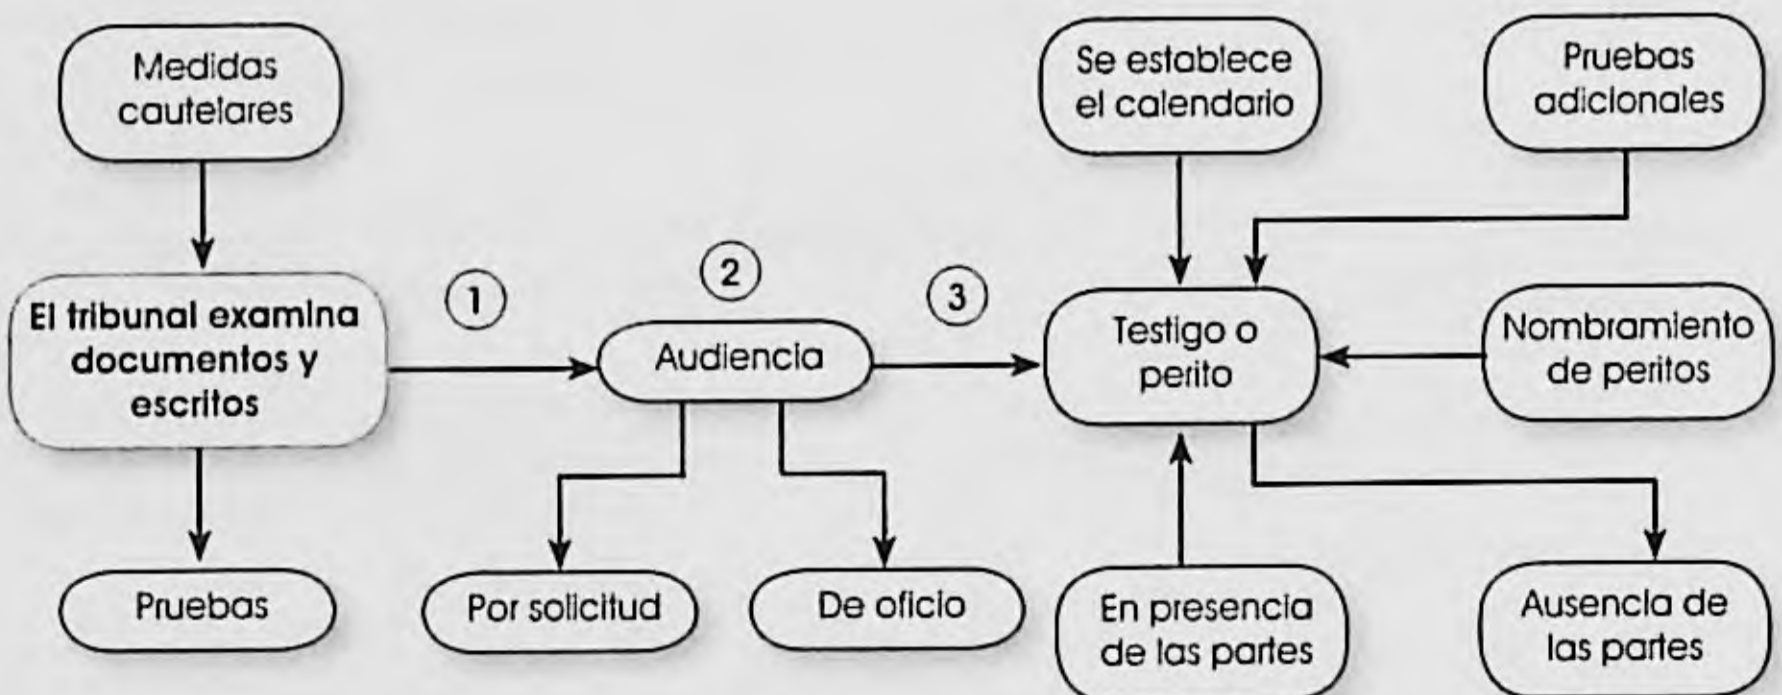 Medidas
cautelares
Se establece
el calendario
Pruebas
adicionales
El tribunal examina
documentos y
escritos
1
2
3
Audiencia
Testigo o
perito
Nombramiento
de peritos
Pruebas
Por solicitud
De oficio
En presencia
de las partes
Ausencia de
las partes